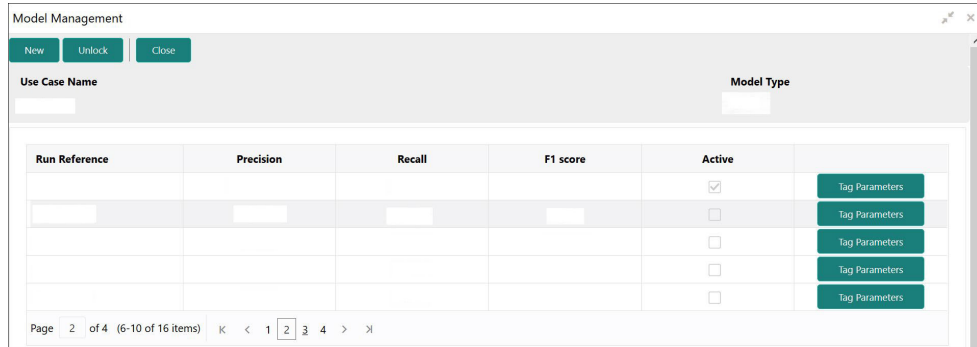 Model Management
New Unlock Close
Use Case Name Model Type
Run Reference Precision Recall F1 score Active
Tag Parameters
Tag Parameters
Tag Parameters
Tag Parameters
Tag Parameters
Page 2 of 4 (6-10 of 16 items) 1 2 3 4